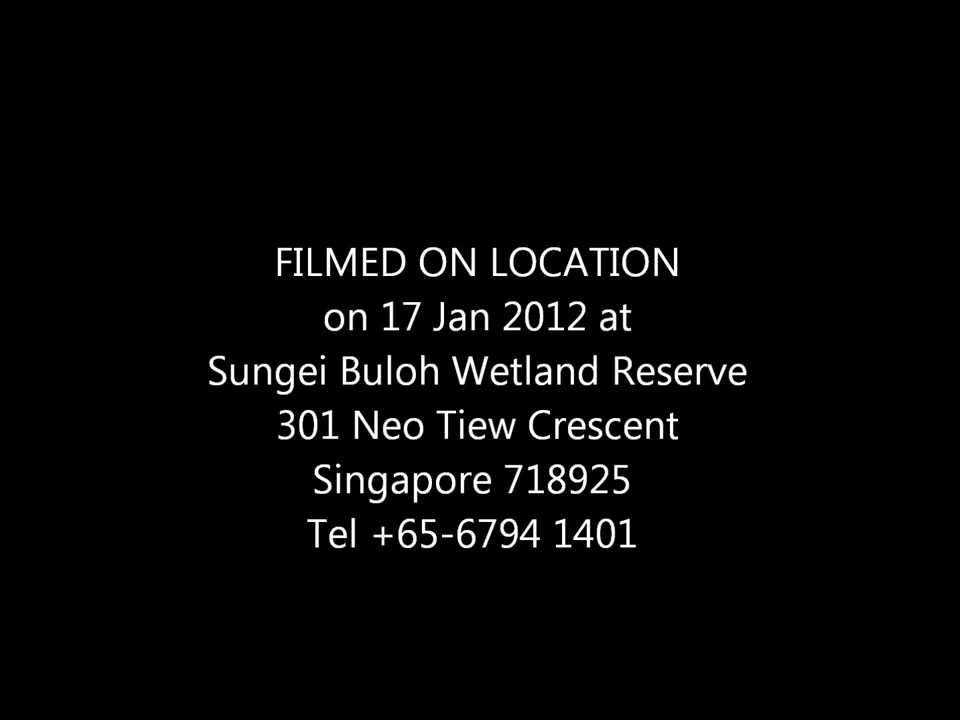 FILMED ON LOCATION
on 17 Jan 2012 at
Sungei Buloh Wetland Reserve
301 Neo Tiew Crescent
Singapore 718925
Tel +65-6794 1401